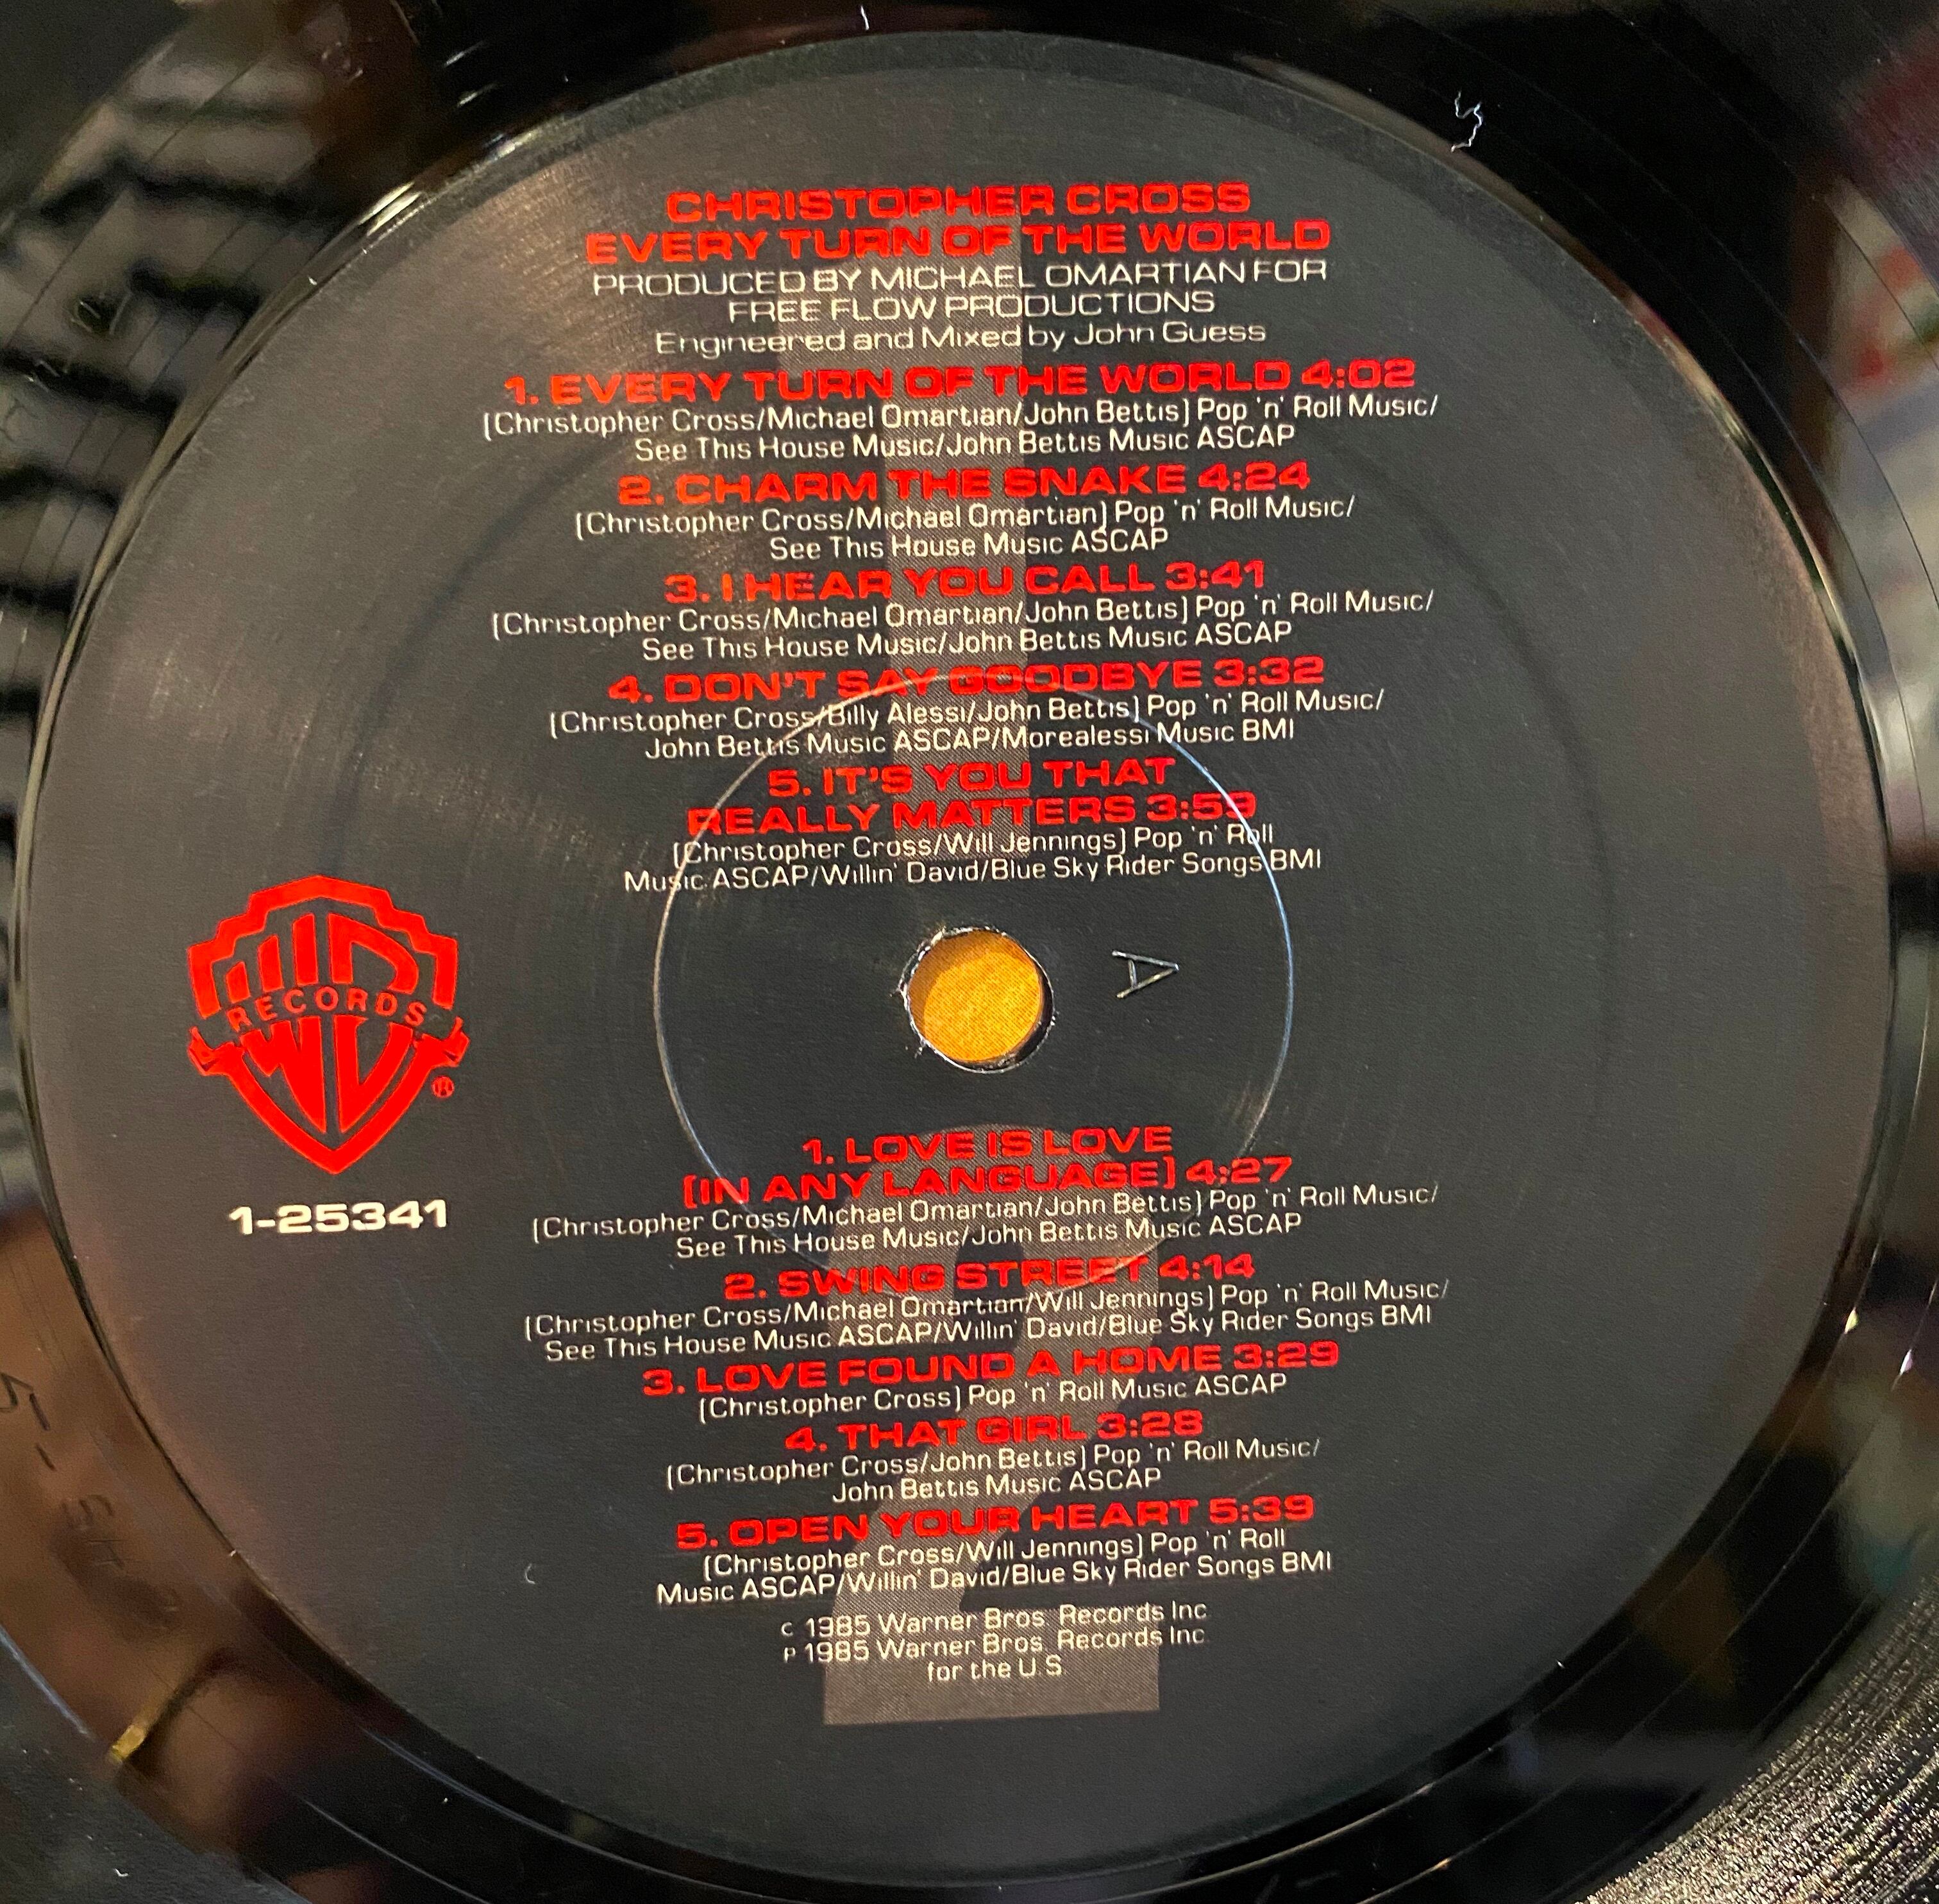 CHRISTOPHER CROSS
EVERY TURN OF THE WORLD
PRODUCED BY MICHAEL OMARTIAN FOR
FREE FLOW PRODUCTIONS
Engineered and Mixed by John Guess
1. EVERY TURN OF THE WORLD 4:02
(Christopher Cross/Michael Omartian/John Bettis) Pop 'n' Roll Music/
See This House Music/John Bettis Music ASCAP
2. CHARM THE SNAKE 4:24
(Christopher Cross/Michael Omartian) Pop 'n' Roll Music/
See This House Music ASCAP
3. I HEAR YOU CALL 3:41
(Christopher Cross/Michael Omartian/John Bettis) Pop 'n' Roll Music/
See This House Music/John Bettis Music ASCAP
4. DON'T SAY GOODBYE 3:32
(Christopher Cross/Billy Alessi/John Bettis) Pop 'n' Roll Music/
John Bettis Music ASCAP/Morealessi Music BMI
5. IT'S YOU THAT
REALLY MATTERS 3:59
(Christopher Cross/Will Jennings) Pop 'n' Roll
Music ASCAP/Willin' David/Blue Sky Rider Songs BMI
A
WB
RECORDS
®
1-25341
1. LOVE IS LOVE
(IN ANY LANGUAGE) 4:27
(Christopher Cross/Michael Omartian/John Bettis) Pop 'n' Roll Music/
See This House Music/John Bettis Music ASCAP
2. SWING STREET 4:14
(Christopher Cross/Michael Omartian/Will Jennings) Pop 'n' Roll Music/
See This House Music ASCAP/Willin' David/Blue Sky Rider Songs BMI
3. LOVE FOUND A HOME 3:29
(Christopher Cross) Pop 'n' Roll Music ASCAP
4. THAT GIRL 3:28
(Christopher Cross/John Bettis) Pop 'n' Roll Music/
John Bettis Music ASCAP
5. OPEN YOUR HEART 5:39
(Christopher Cross/Will Jennings) Pop 'n' Roll
Music ASCAP/Willin' David/Blue Sky Rider Songs BMI
c 1985 Warner Bros. Records Inc.
p 1985 Warner Bros. Records Inc.
for the U.S.